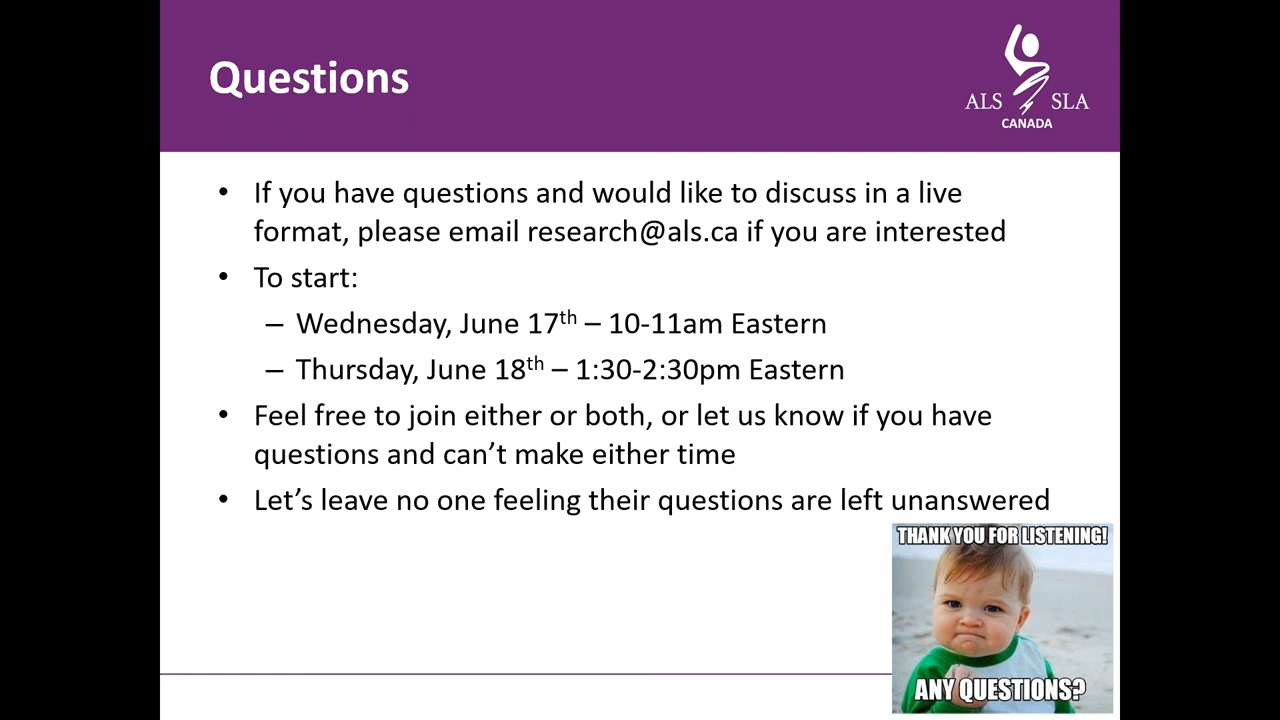 Questions
ALS SLA
CANADA
• If you have questions and would like to discuss in a live
format, please email research@als.ca if you are interested
• To start:
– Wednesday, June 17th – 10-11am Eastern
– Thursday, June 18th – 1:30-2:30pm Eastern
• Feel free to join either or both, or let us know if you have
questions and can’t make either time
• Let’s leave no one feeling their questions are left unanswered
THANK YOU FOR LISTENING!
ANY QUESTIONS?